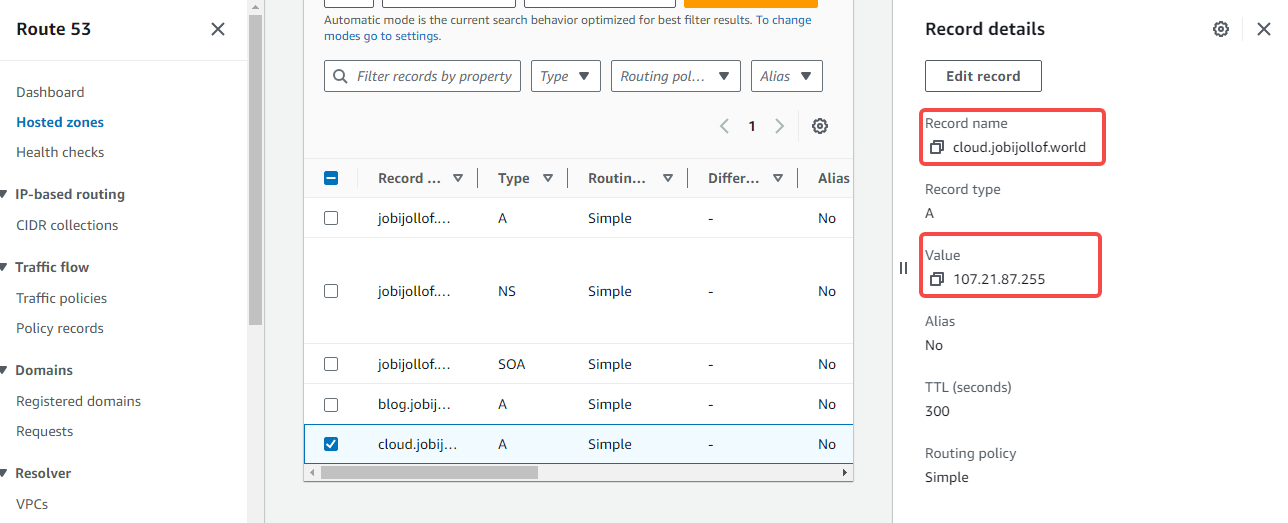 Route 53
Dashboard
Hosted zones
Health checks
IP-based routing
CIDR collections
Traffic flow
Traffic policies
Policy records
Domains
Registered domains
Requests
Resolver
VPCs
Automatic mode is the current search behavior optimized for best filter results. To change
modes go to settings.
Filter records by property
Type
Routing pol...
Alias
1
Record ... Type Routin... Differ... Alias
jobijollof.... A Simple - No
jobijollof.... NS Simple - No
jobijollof.... SOA Simple - No
blog.jobij... A Simple - No
cloud.jobij... A Simple - No
Record details
Edit record
Record name
cloud.jobijollof.world
Record type
A
Value
107.21.87.255
Alias
No
TTL (seconds)
300
Routing policy
Simple